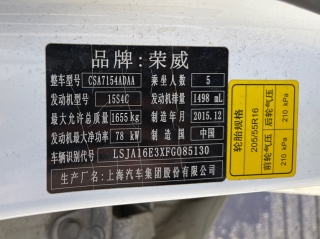 品牌:荣威
整车型号 CSA7154ADAA 乘坐人数 5
发动机型号 15S4C 发动机排量 1498 mL
最大允许总质量 1655kg 制造年月 2015.12
发动机最大净功率 78 kW 制造国 中国
车辆识别代号 LSJA16E3XFG085130
生产厂名:上海汽车集团股份有限公司
轮胎规格 205/55R16
前轮气压 210 kPa
后轮气压 210 kPa